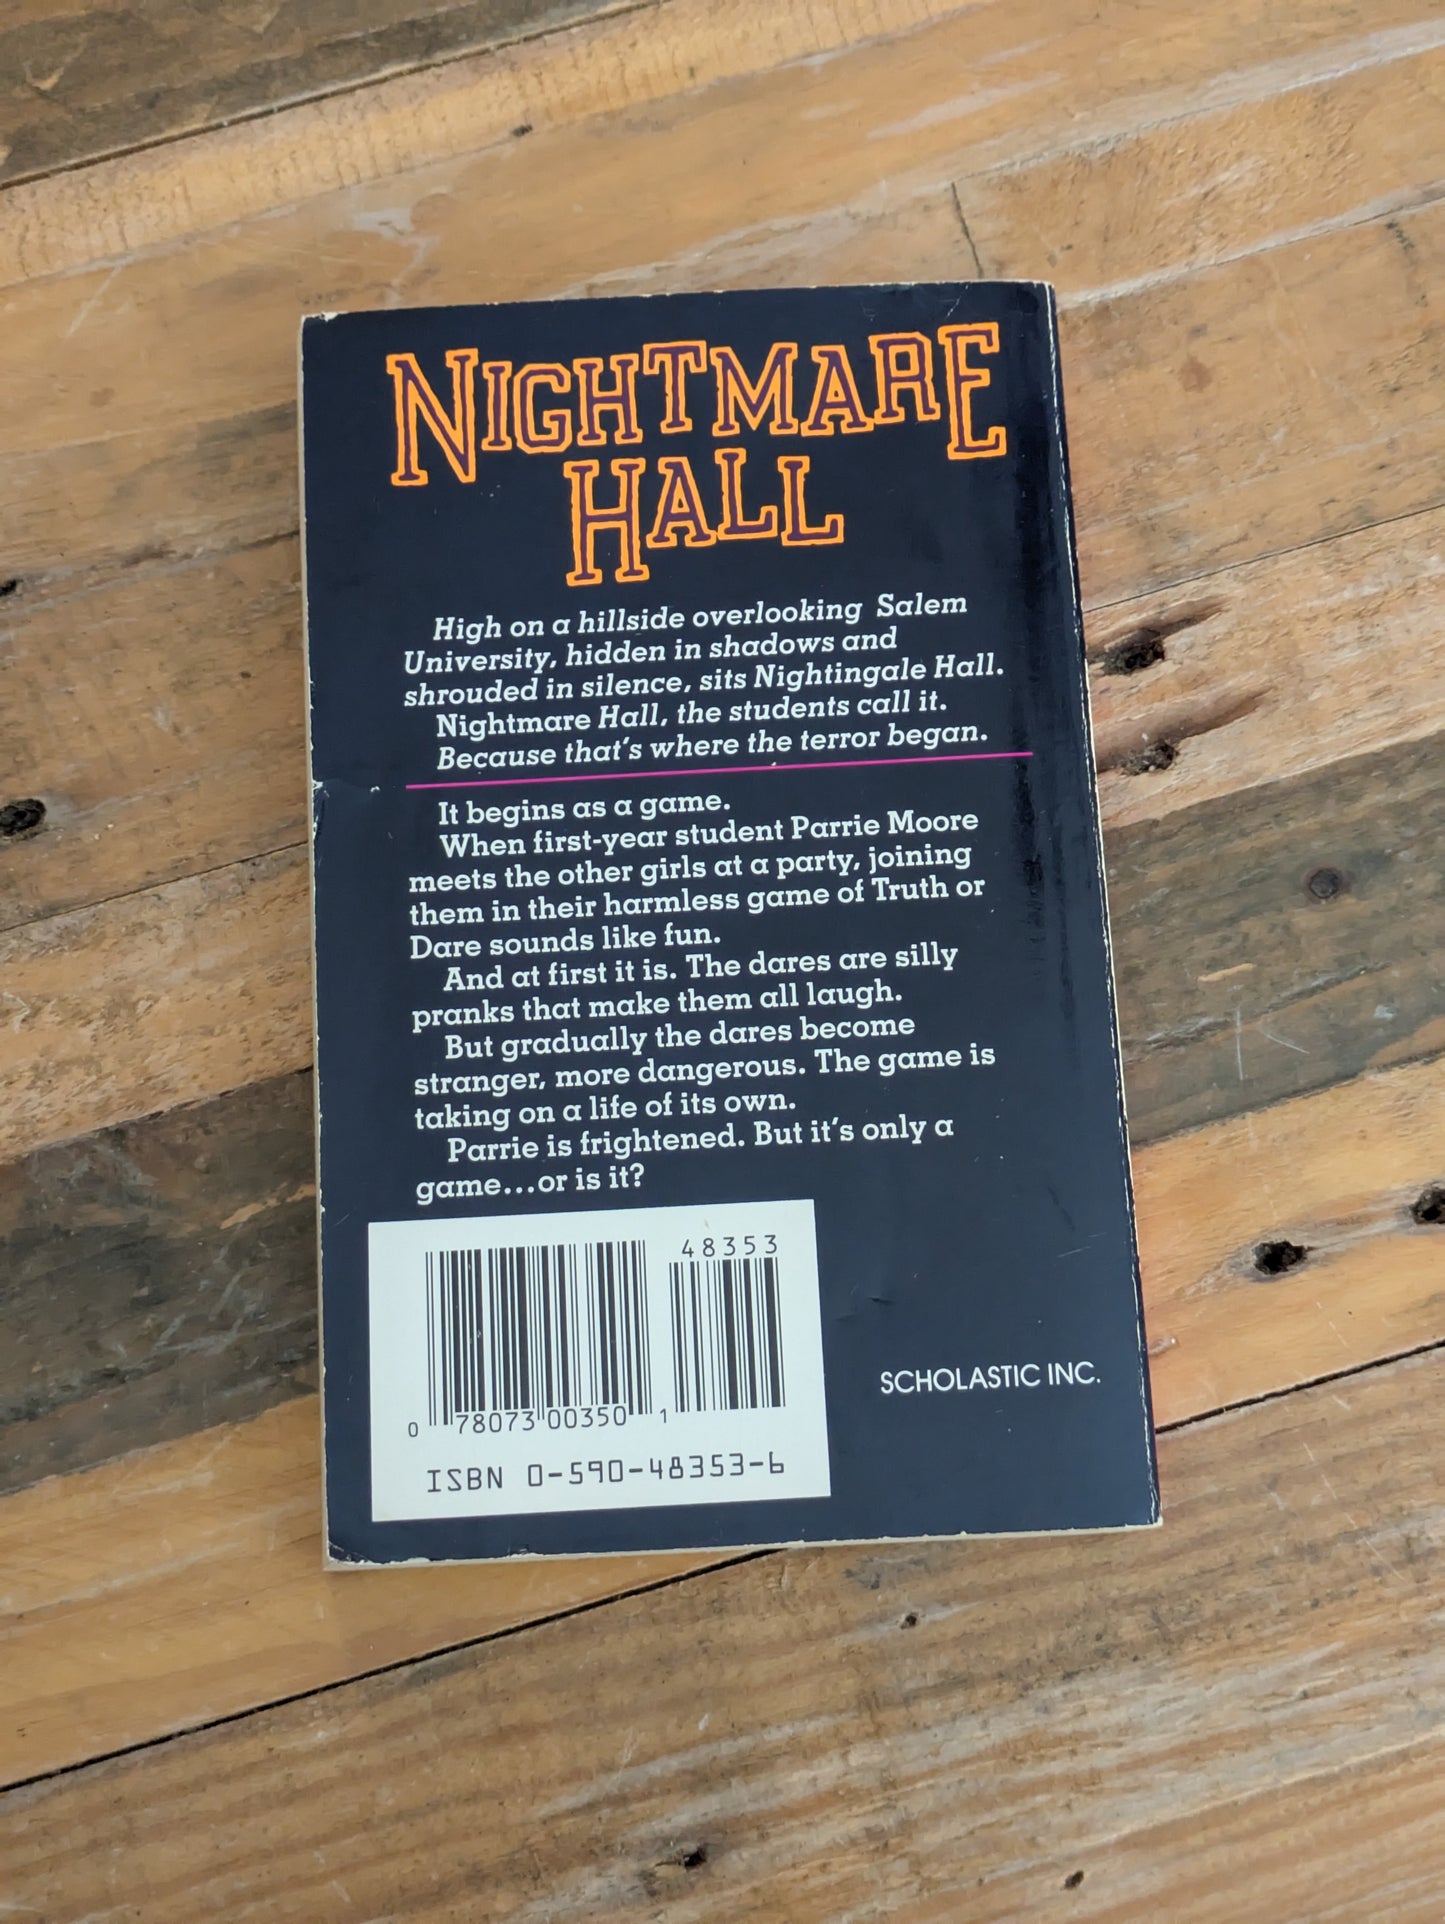 NIGHTMARE
HALL
High on a hillside overlooking Salem
University, hidden in shadows and
shrouded in silence, sits Nightingale Hall.
Nightmare Hall, the students call it.
Because that's where the terror began.
It begins as a game.
When first-year student Parrie Moore
meets the other girls at a party, joining
them in their harmless game of Truth or
Dare sounds like fun.
And at first it is. The dares are silly
pranks that make them all laugh.
But gradually the dares become
stranger, more dangerous. The game is
taking on a life of its own.
Parrie is frightened. But it's only a
game...or is it?
48353
0 78073 00350 1
ISBN 0-590-48353-6
SCHOLASTIC INC.